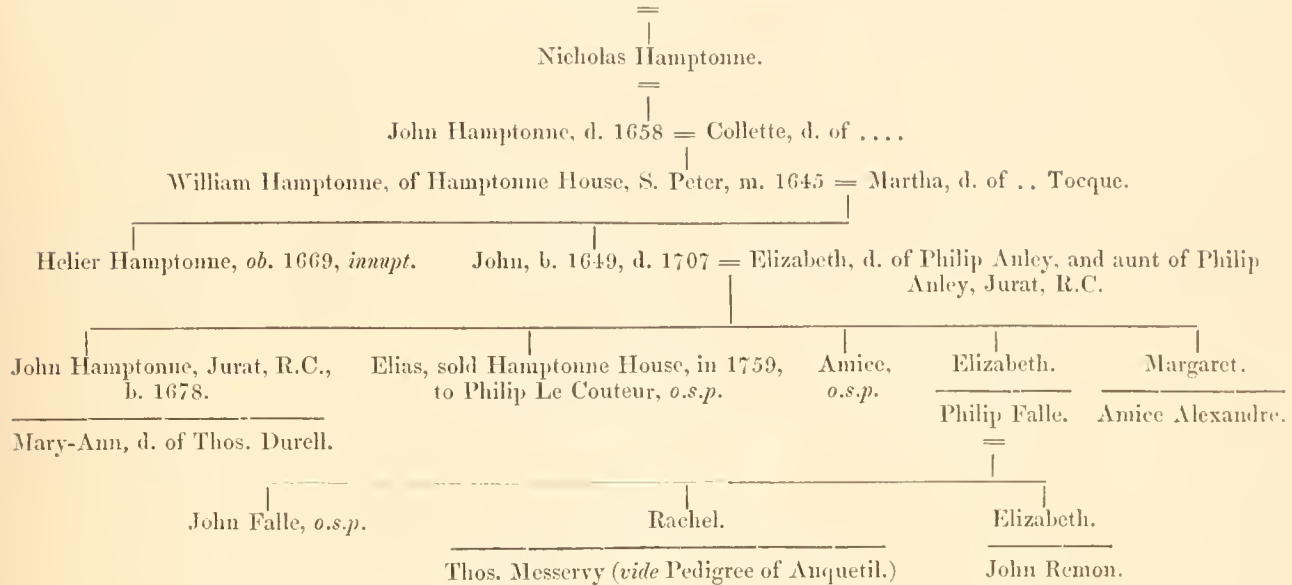 =
Nicholas Hamptonne.
=
John Hamptonne, d. 1658 = Collette, d. of ....
William Hamptonne, of Hamptonne House, S. Peter, m. 1645 = Martha, d. of .. Tocque.
Helier Hamptonne, ob. 1669, innupt. John, b. 1649, d. 1707 = Elizabeth, d. of Philip Anley, and aunt of Philip
Anley, Jurat, R.C.
John Hamptonne, Jurat, R.C., Elias, sold Hamptonne House, in 1759, Amice, Elizabeth. Margaret.
b. 1678. to Philip Le Couteur, o.s.p. o.s.p.
Philip Falle. Amice Alexandre.
Mary-Ann, d. of Thos. Durell.
=
John Falle, o.s.p. Rachel. Elizabeth.
Thos. Messervy (vide Pedigree of Anquetil.) John Remon.